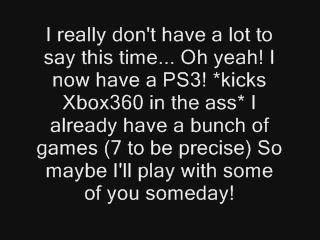 I really don't have a lot to
say this time... Oh yeah! I
now have a PS3! *kicks
Xbox360 in the ass* I
already have a bunch of
games (7 to be precise) So
maybe I'll play with some
of you someday!